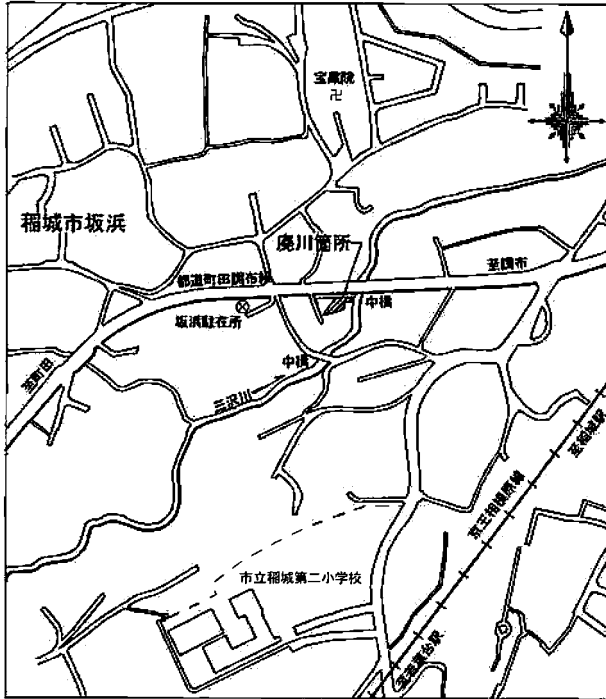 宝蔵院
卍
稲城市坂浜
廃川箇所
都道町田調布線
至調布
坂浜駐在所
中橋
中橋
至町田
三沢川
至稲城駅
京王相模原線
市立稲城第二小学校
至若葉台駅